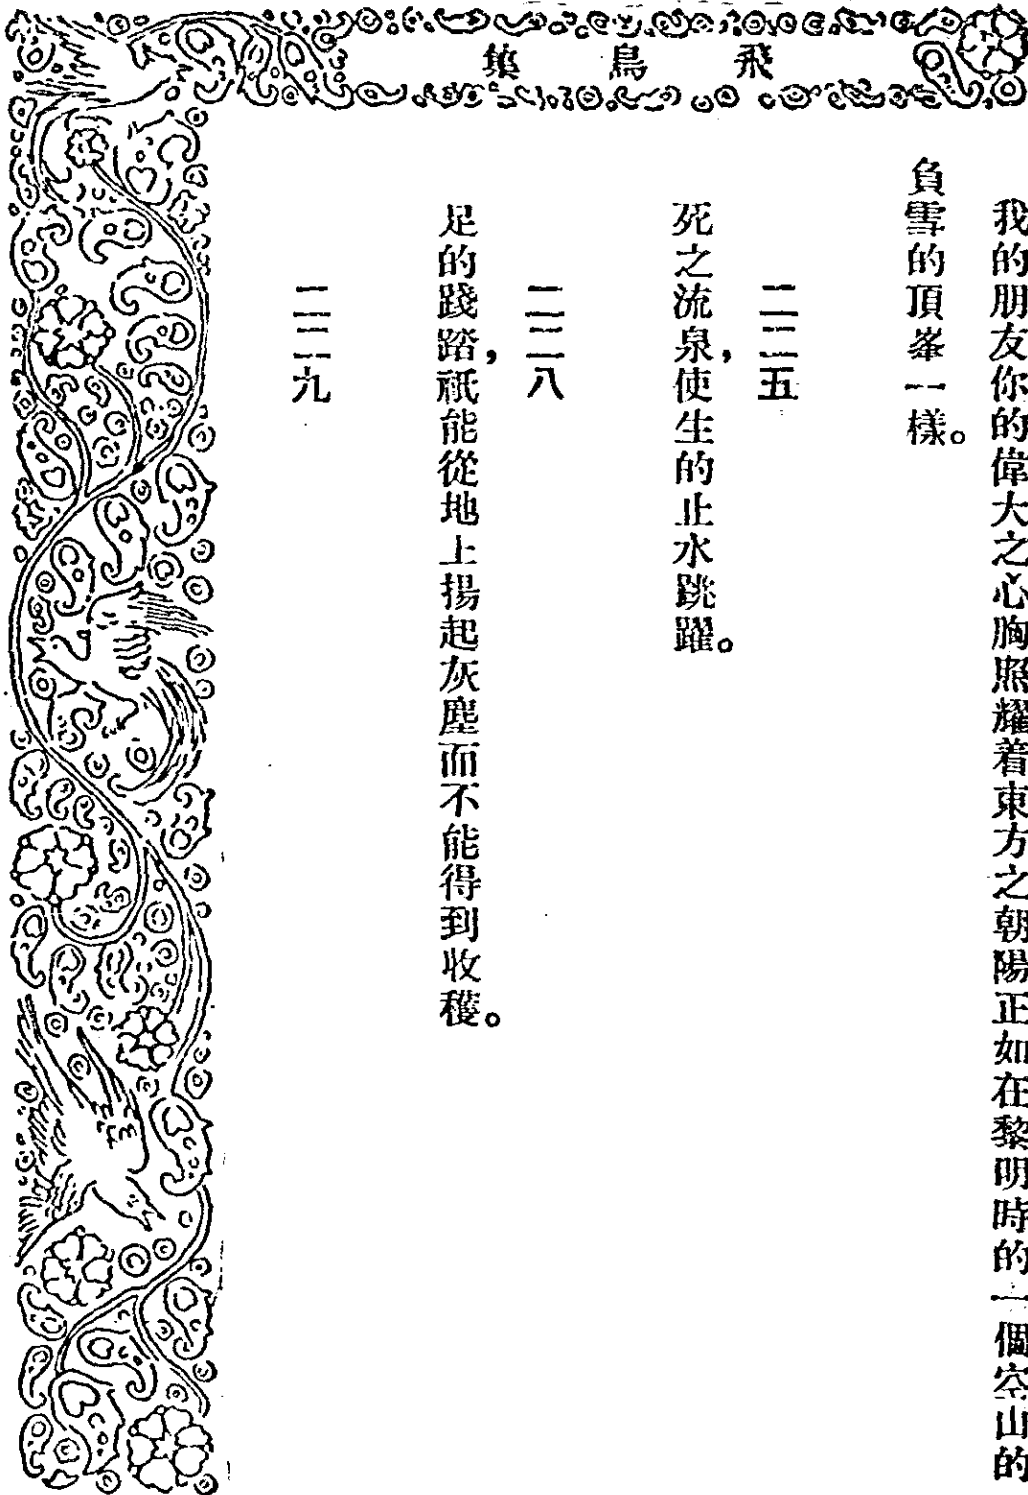 飛鳥集
我的朋友你的偉大之心胸照耀着東方之朝陽正如在黎明時的一個空山的
負雪的頂峯一樣。
二二五
死之流泉，使生的止水跳躍。
二二八
足的踐踏，祇能從地上揚起灰塵而不能得到收穫。
二二九